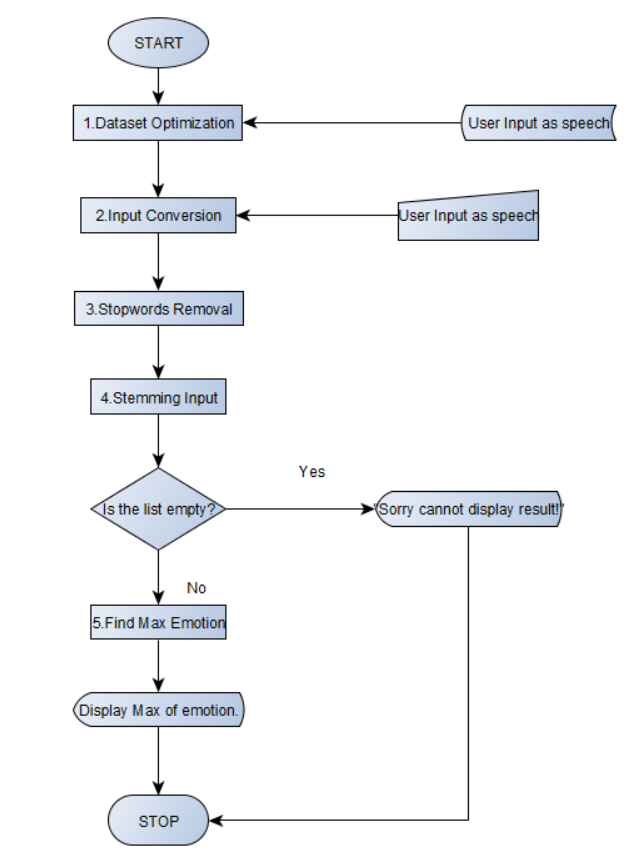 START
1.Dataset Optimization
User Input as speech
2.Input Conversion
User Input as speech
3.Stopwords Removal
4.Stemming Input
Yes
Is the list empty?
"Sorry cannot display result!"
No
5.Find Max Emotion
Display Max of emotion.
STOP